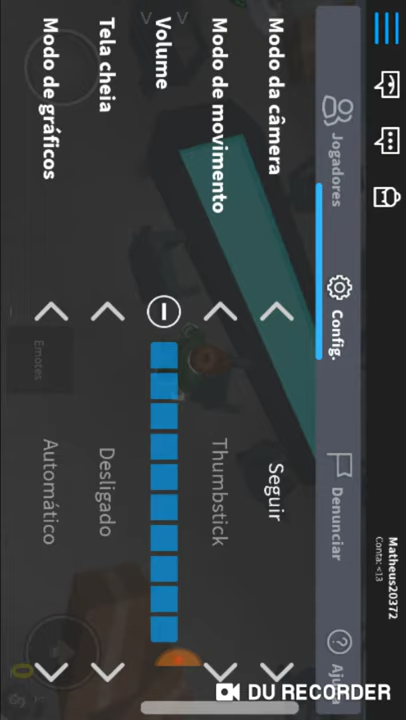 Matheus20372
Conta: <13
Jogadores
Config.
Denunciar
Modo da câmera
Seguir
Modo de movimento
Thumbstick
Volume
Tela cheia
Desligado
Modo de gráficos
Automático
Emotes
DU RECORDER